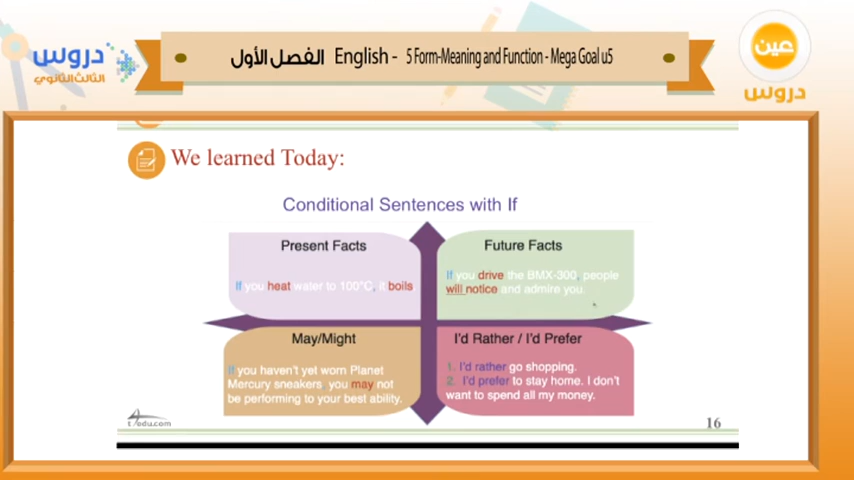 دروس
الثالث الثانوي
الفصل الأول English - 5 Form-Meaning and Function - Mega Goal u5
عين
دروس
We learned Today:
Conditional Sentences with If
Present Facts
If you heat water to 100°C, it boils
Future Facts
If you drive the BMX-300, people
will notice and admire you.
May/Might
If you haven't yet worn Planet
Mercury sneakers, you may not
be performing to your best ability.
I'd Rather / I'd Prefer
1. I'd rather go shopping.
2. I'd prefer to stay home. I don't
want to spend all my money.
t4edu.com
16